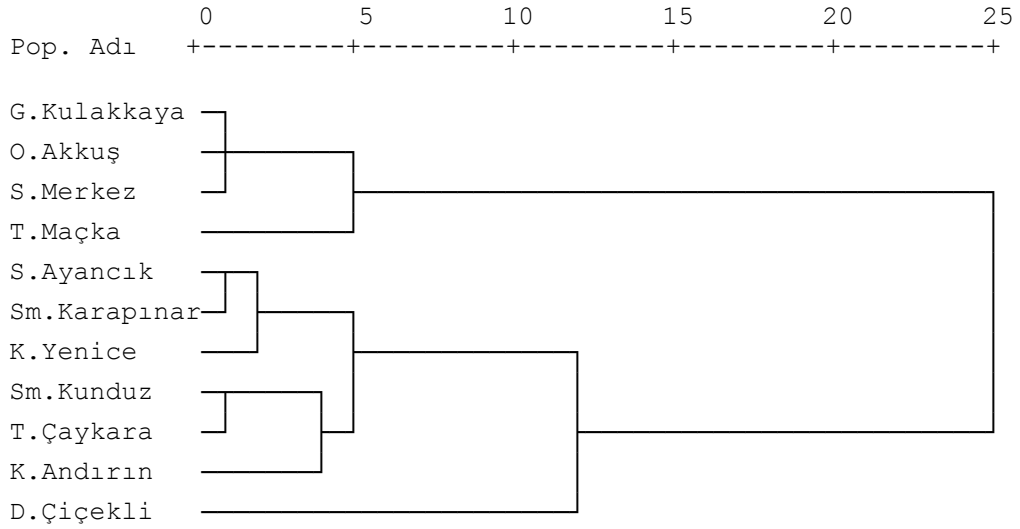 0 5 10 15 20 25
Pop. Adı +---------+---------+---------+---------+---------+
G.Kulakkaya
O.Akkuş
S.Merkez
T.Maçka
S.Ayancık
Sm.Karapınar
K.Yenice
Sm.Kunduz
T.Çaykara
K.Andırın
D.Çiçekli